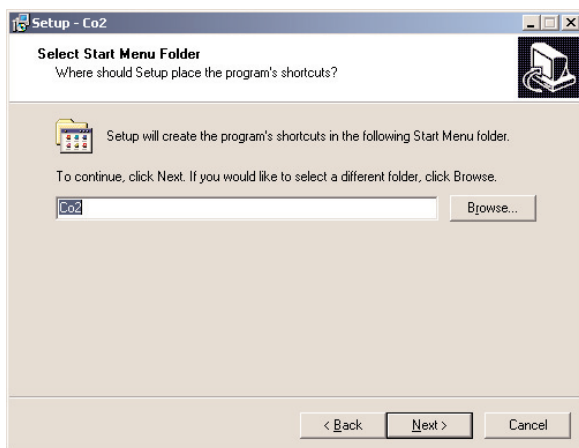 Setup - Co2
Select Start Menu Folder
Where should Setup place the program's shortcuts?
Setup will create the program's shortcuts in the following Start Menu folder.
To continue, click Next. If you would like to select a different folder, click Browse.
Co2
Browse...
< Back
Next >
Cancel